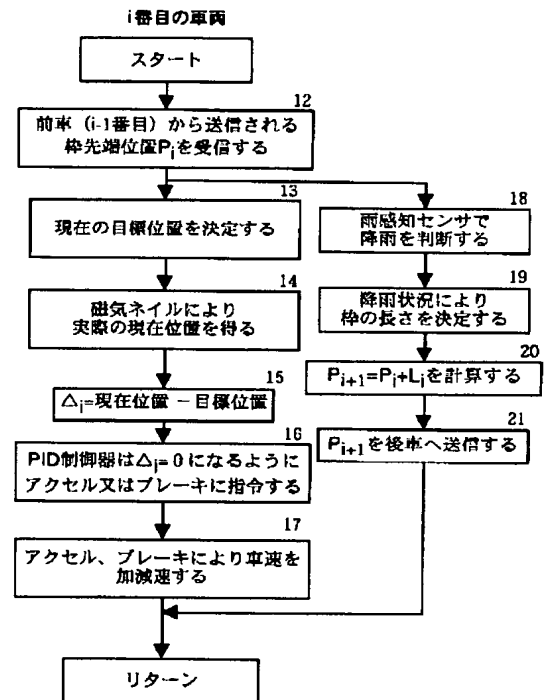 i番目の車両
スタート
12
前車（i-1番目）から送信される
枠先端位置Piを受信する
13
現在の目標位置を決定する
14
磁気ネイルにより
実際の現在位置を得る
15
△i=現在位置 － 目標位置
16
PID制御器は△i= 0 になるように
アクセル又はブレーキに指令する
17
アクセル、ブレーキにより車速を
加減速する
18
雨感知センサで
降雨を判断する
19
降雨状況により
枠の長さを決定する
20
Pi+1=Pi+Liを計算する
21
Pi+1を後車へ送信する
リターン